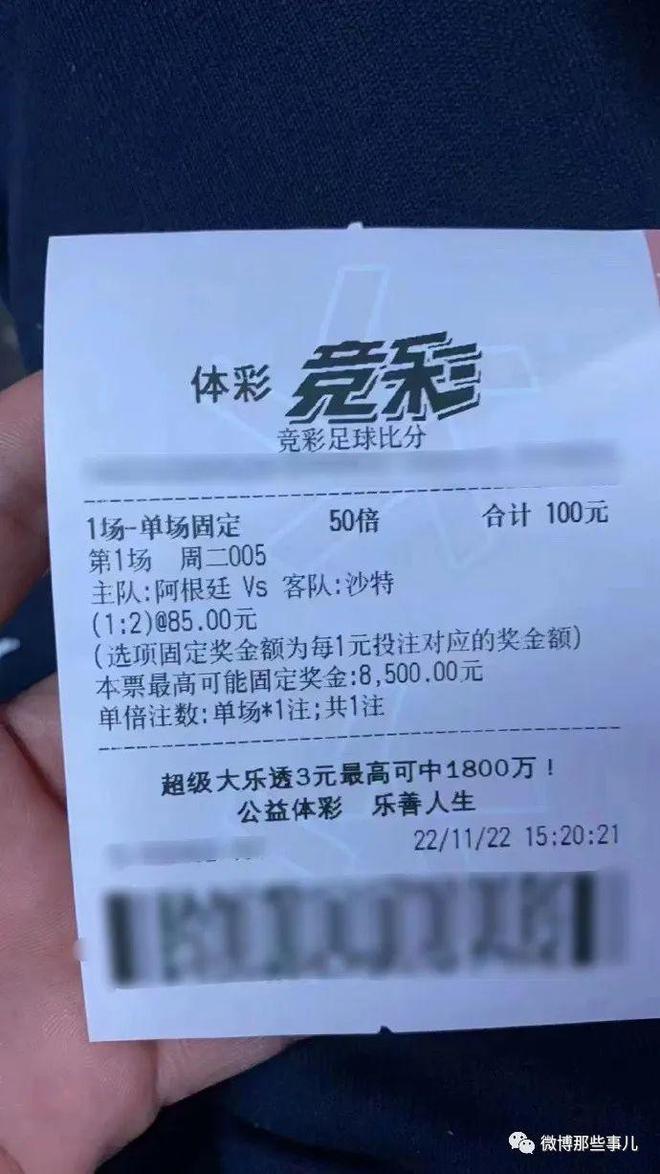 体彩 竞彩
竞彩足球比分
1场-单场固定 50倍 合计 100元
第1场 周二005
主队:阿根廷 Vs 客队:沙特
(1:2)@85.00元
(选项固定奖金额为每1元投注对应的奖金额)
本票最高可能固定奖金:8,500.00元
单倍注数:单场*1注;共1注
超级大乐透3元最高可中1800万!
公益体彩 乐善人生
22/11/22 15:20:21
微博那些事儿